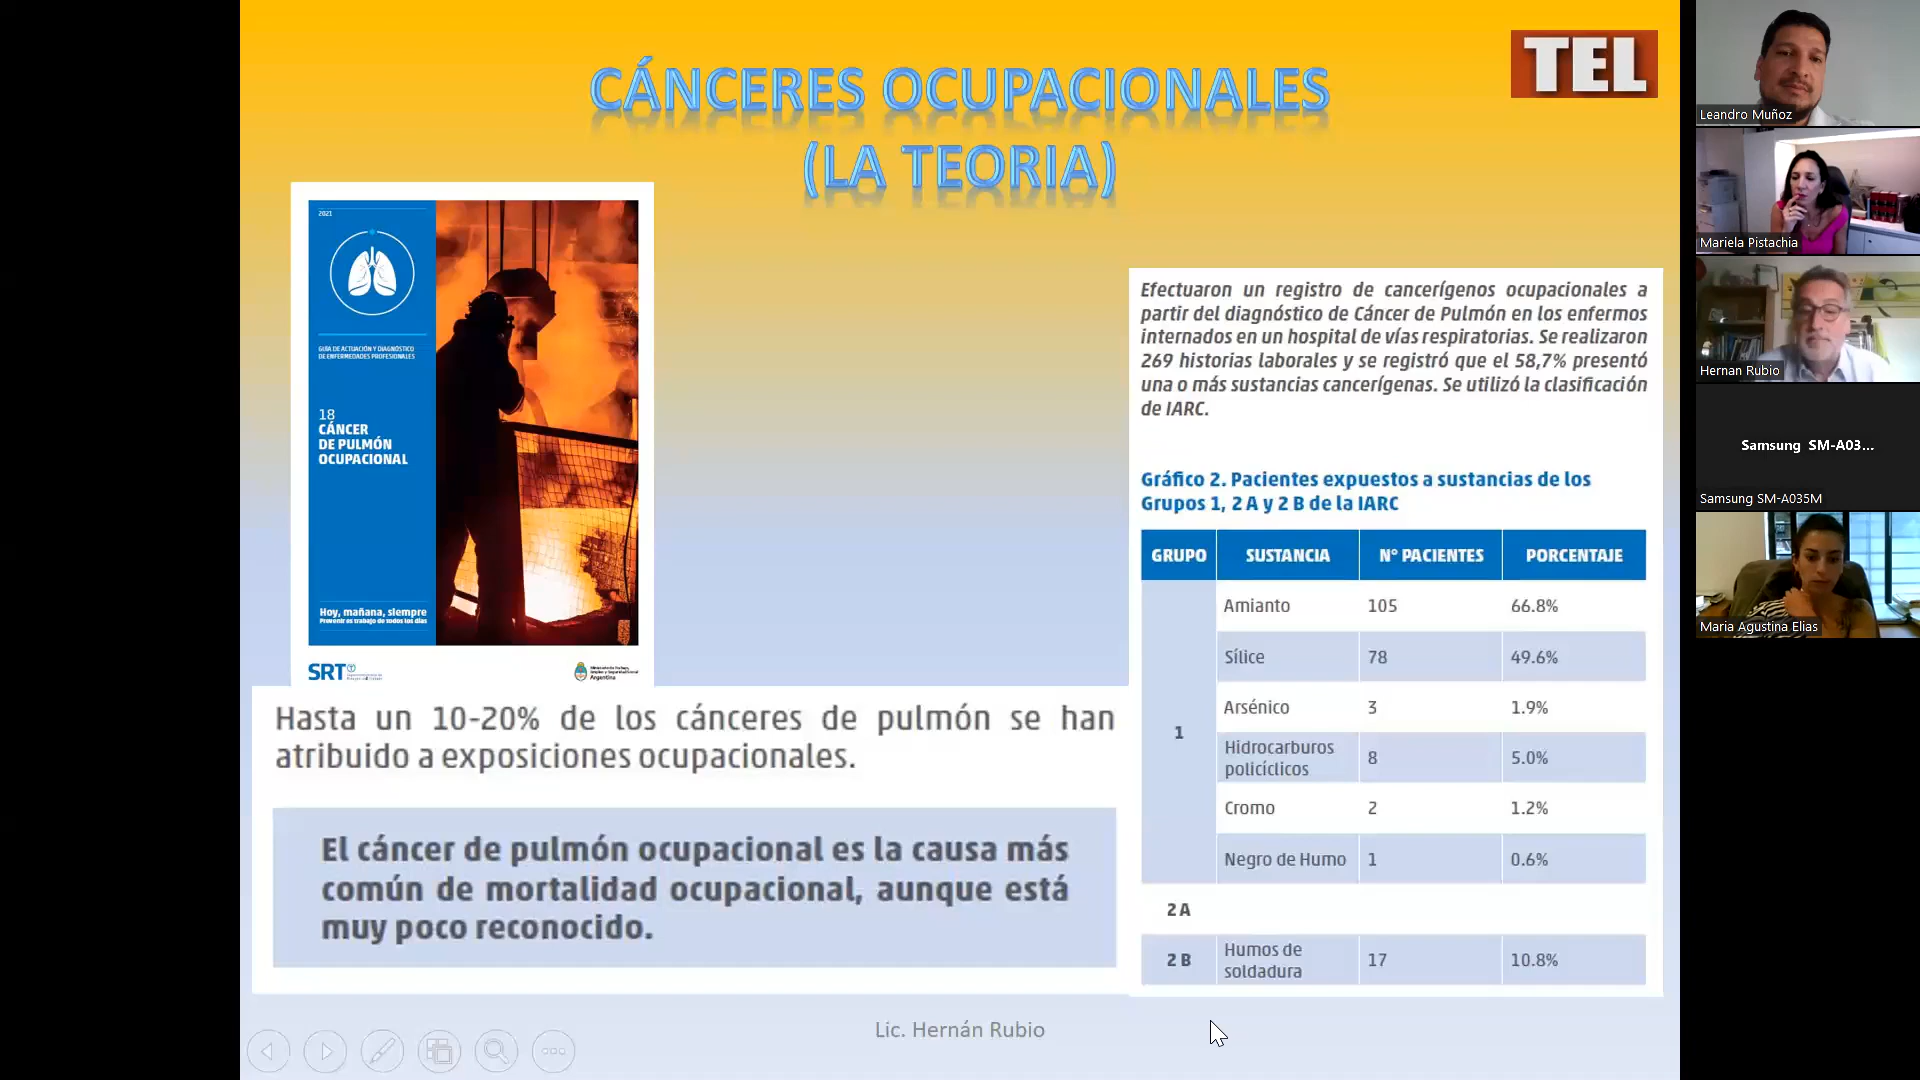 CÁNCERES OCUPACIONALES
(LA TEORIA)
TEL
2021
GUÍA DE ACTUACIÓN Y DIAGNÓSTICO
DE ENFERMEDADES PROFESIONALES
18
CÁNCER
DE PULMÓN
OCUPACIONAL
Hoy, mañana, siempre
Prevenir es trabajo de todos los días
SRT
Argentina
Hasta un 10-20% de los cánceres de pulmón se han
atribuido a exposiciones ocupacionales.
El cáncer de pulmón ocupacional es la causa más
común de mortalidad ocupacional, aunque está
muy poco reconocido.
Efectuaron un registro de cancerígenos ocupacionales a
partir del diagnóstico de Cáncer de Pulmón en los enfermos
internados en un hospital de vías respiratorias. Se realizaron
269 historias laborales y se registró que el 58,7% presentó
una o más sustancias cancerígenas. Se utilizó la clasificación
de IARC.
Gráfico 2. Pacientes expuestos a sustancias de los
Grupos 1, 2 A y 2 B de la IARC
GRUPO SUSTANCIA N° PACIENTES PORCENTAJE
Amianto 105 66.8%
Sílice 78 49.6%
Arsénico 3 1.9%
1
Hidrocarburos
policíclicos 8 5.0%
Cromo 2 1.2%
Negro de Humo 1 0.6%
2 A
2 B Humos de
soldadura 17 10.8%
Lic. Hernán Rubio
Leandro Muñoz
Mariela Pistachia
Hernan Rubio
Samsung SM-A03...
Samsung SM-A035M
Maria Agustina Elias